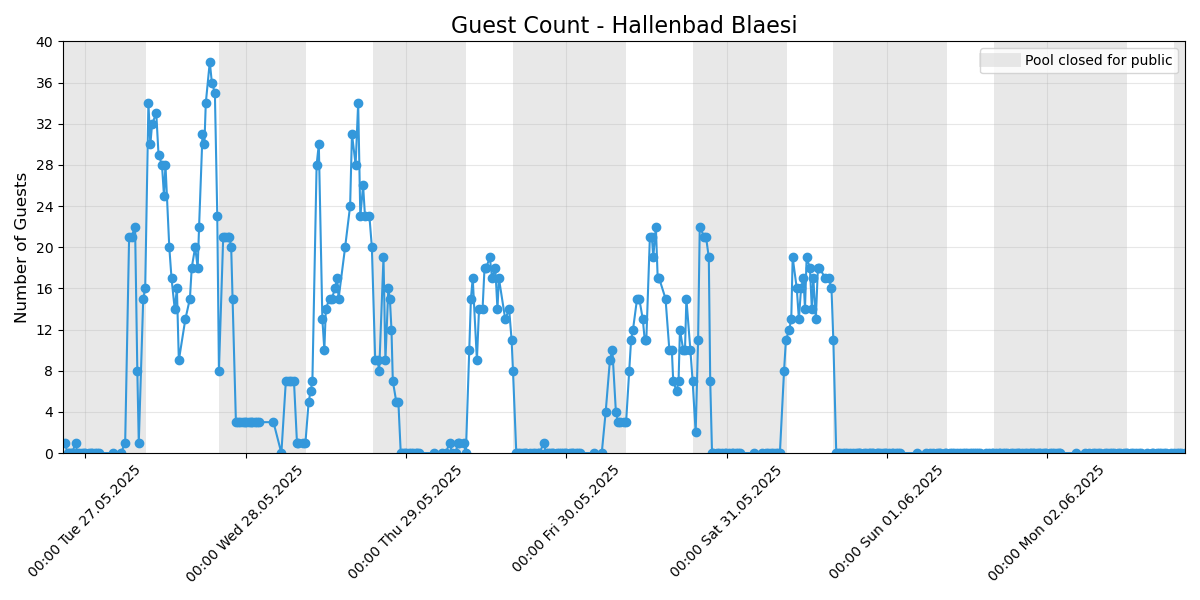 Guest Count - Hallenbad Blaesi
Pool closed for public
Number of Guests
40
36
32
28
24
20
16
12
8
4
0
00:00 Tue 27.05.2025
00:00 Wed 28.05.2025
00:00 Thu 29.05.2025
00:00 Fri 30.05.2025
00:00 Sat 31.05.2025
00:00 Sun 01.06.2025
00:00 Mon 02.06.2025